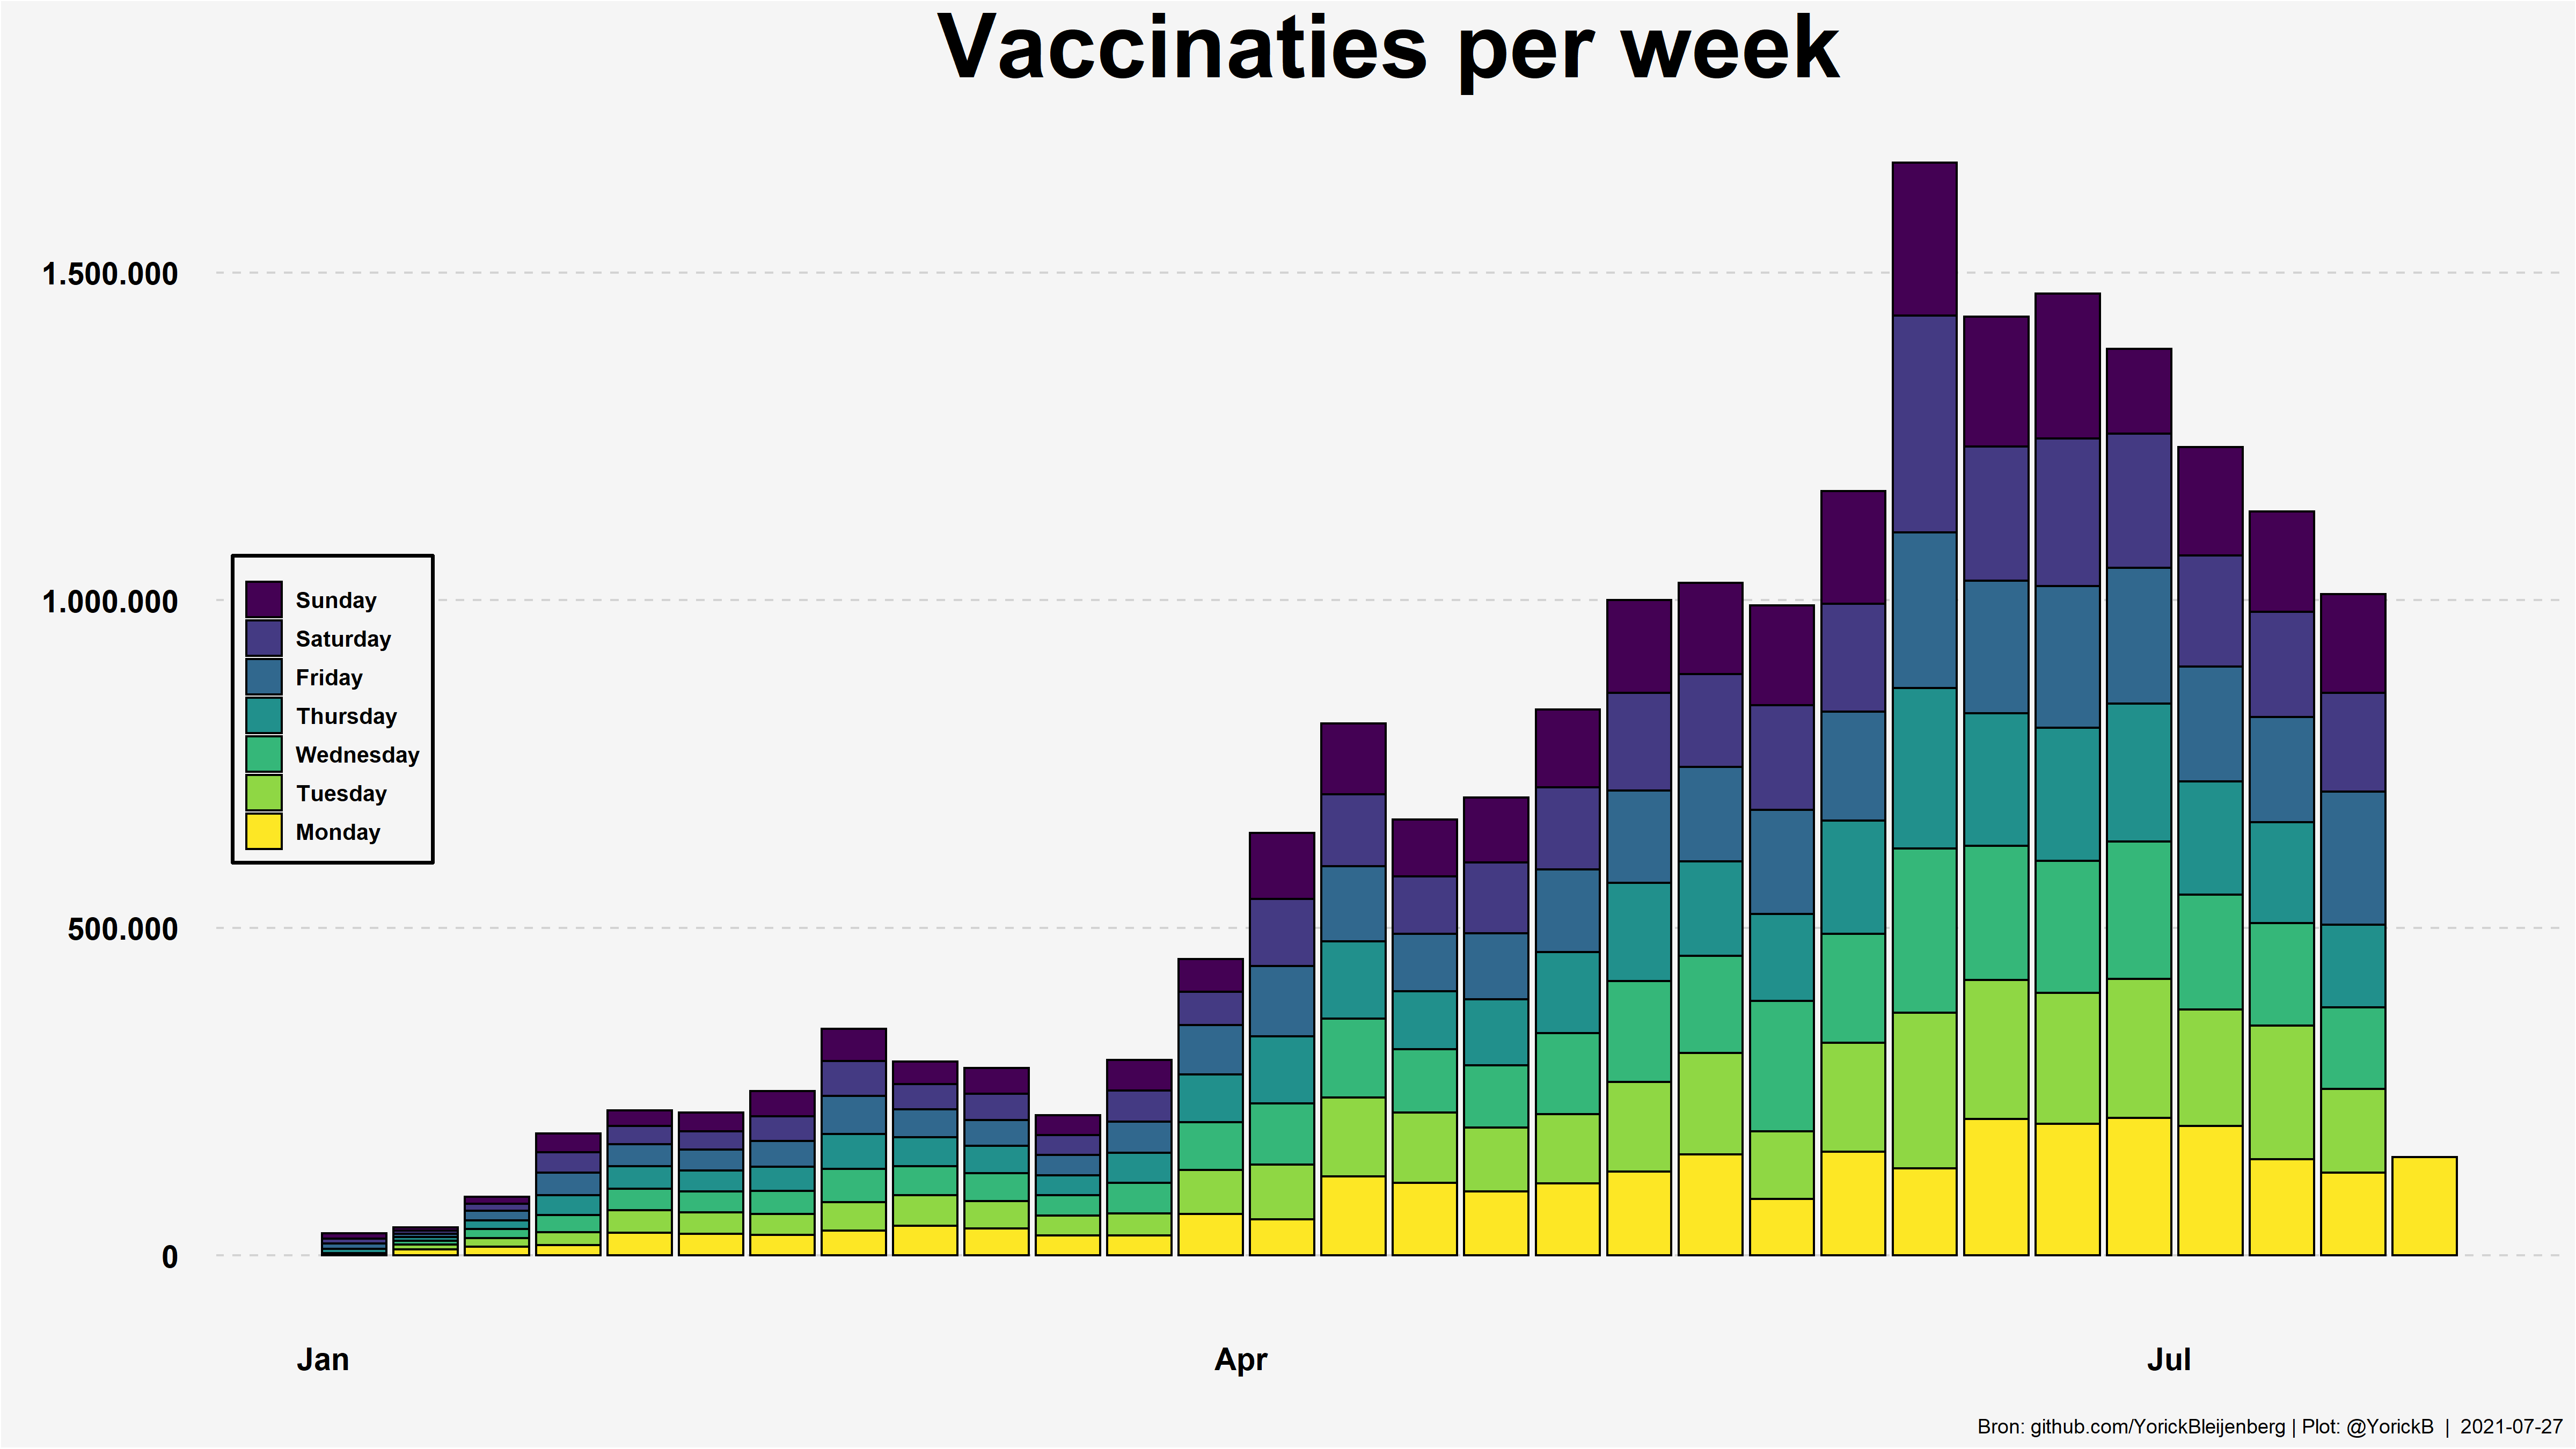 Vaccinaties per week
1.500.000
1.000.000
500.000
0
Sunday
Saturday
Friday
Thursday
Wednesday
Tuesday
Monday
Jan Apr Jul
Bron: github.com/YorickBleijenberg | Plot: @YorickB | 2021-07-27